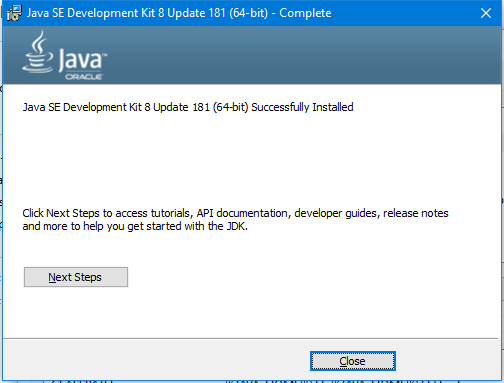 Java SE Development Kit 8 Update 181 (64-bit) - Complete
Java™
ORACLE
Java SE Development Kit 8 Update 181 (64-bit) Successfully Installed
Click Next Steps to access tutorials, API documentation, developer guides, release notes
and more to help you get started with the JDK.
Next Steps
Close